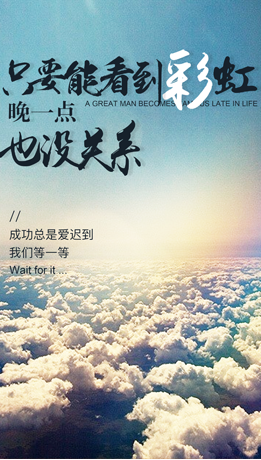 只要能看到彩虹
A GREAT MAN BECOMES FAMOUS LATE IN LIFE
晚一点
也没关系
//
成功总是爱迟到
我们等一等
Wait for it ...